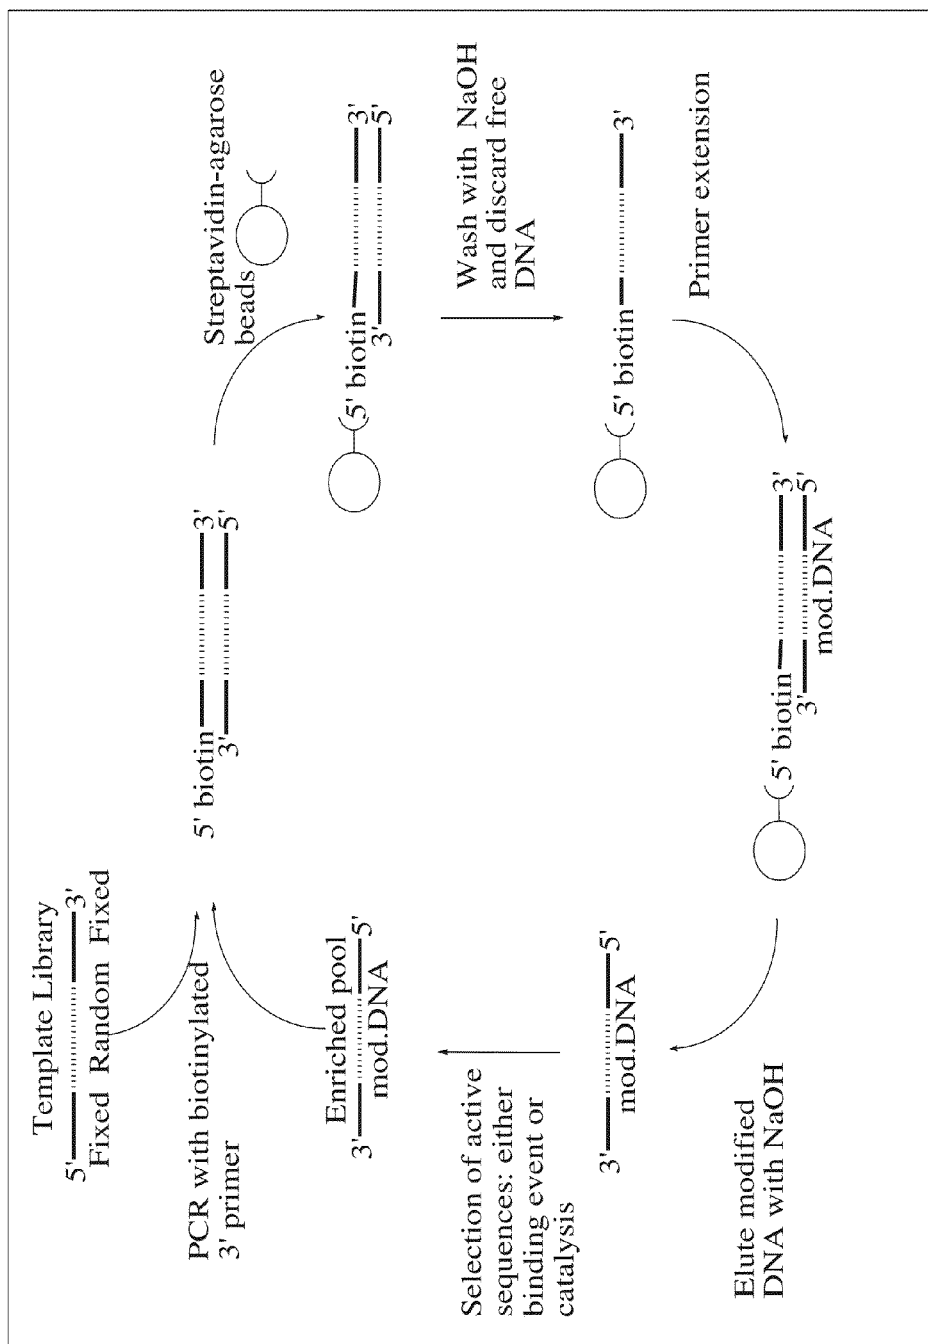 Template Library
5' 3'
Fixed Random Fixed
PCR with biotinylated
3' primer
5' biotin 3'
3' 5'
Streptavidin-agarose
beads
5' biotin 3'
3' 5'
Wash with NaOH
and discard free
DNA
5' biotin 3'
Primer extension
5' biotin 3'
3' 5'
mod.DNA
Elute modified
DNA with NaOH
3' 5'
mod.DNA
Selection of active
sequences: either
binding event or
catalysis
Enriched pool
3' 5'
mod.DNA